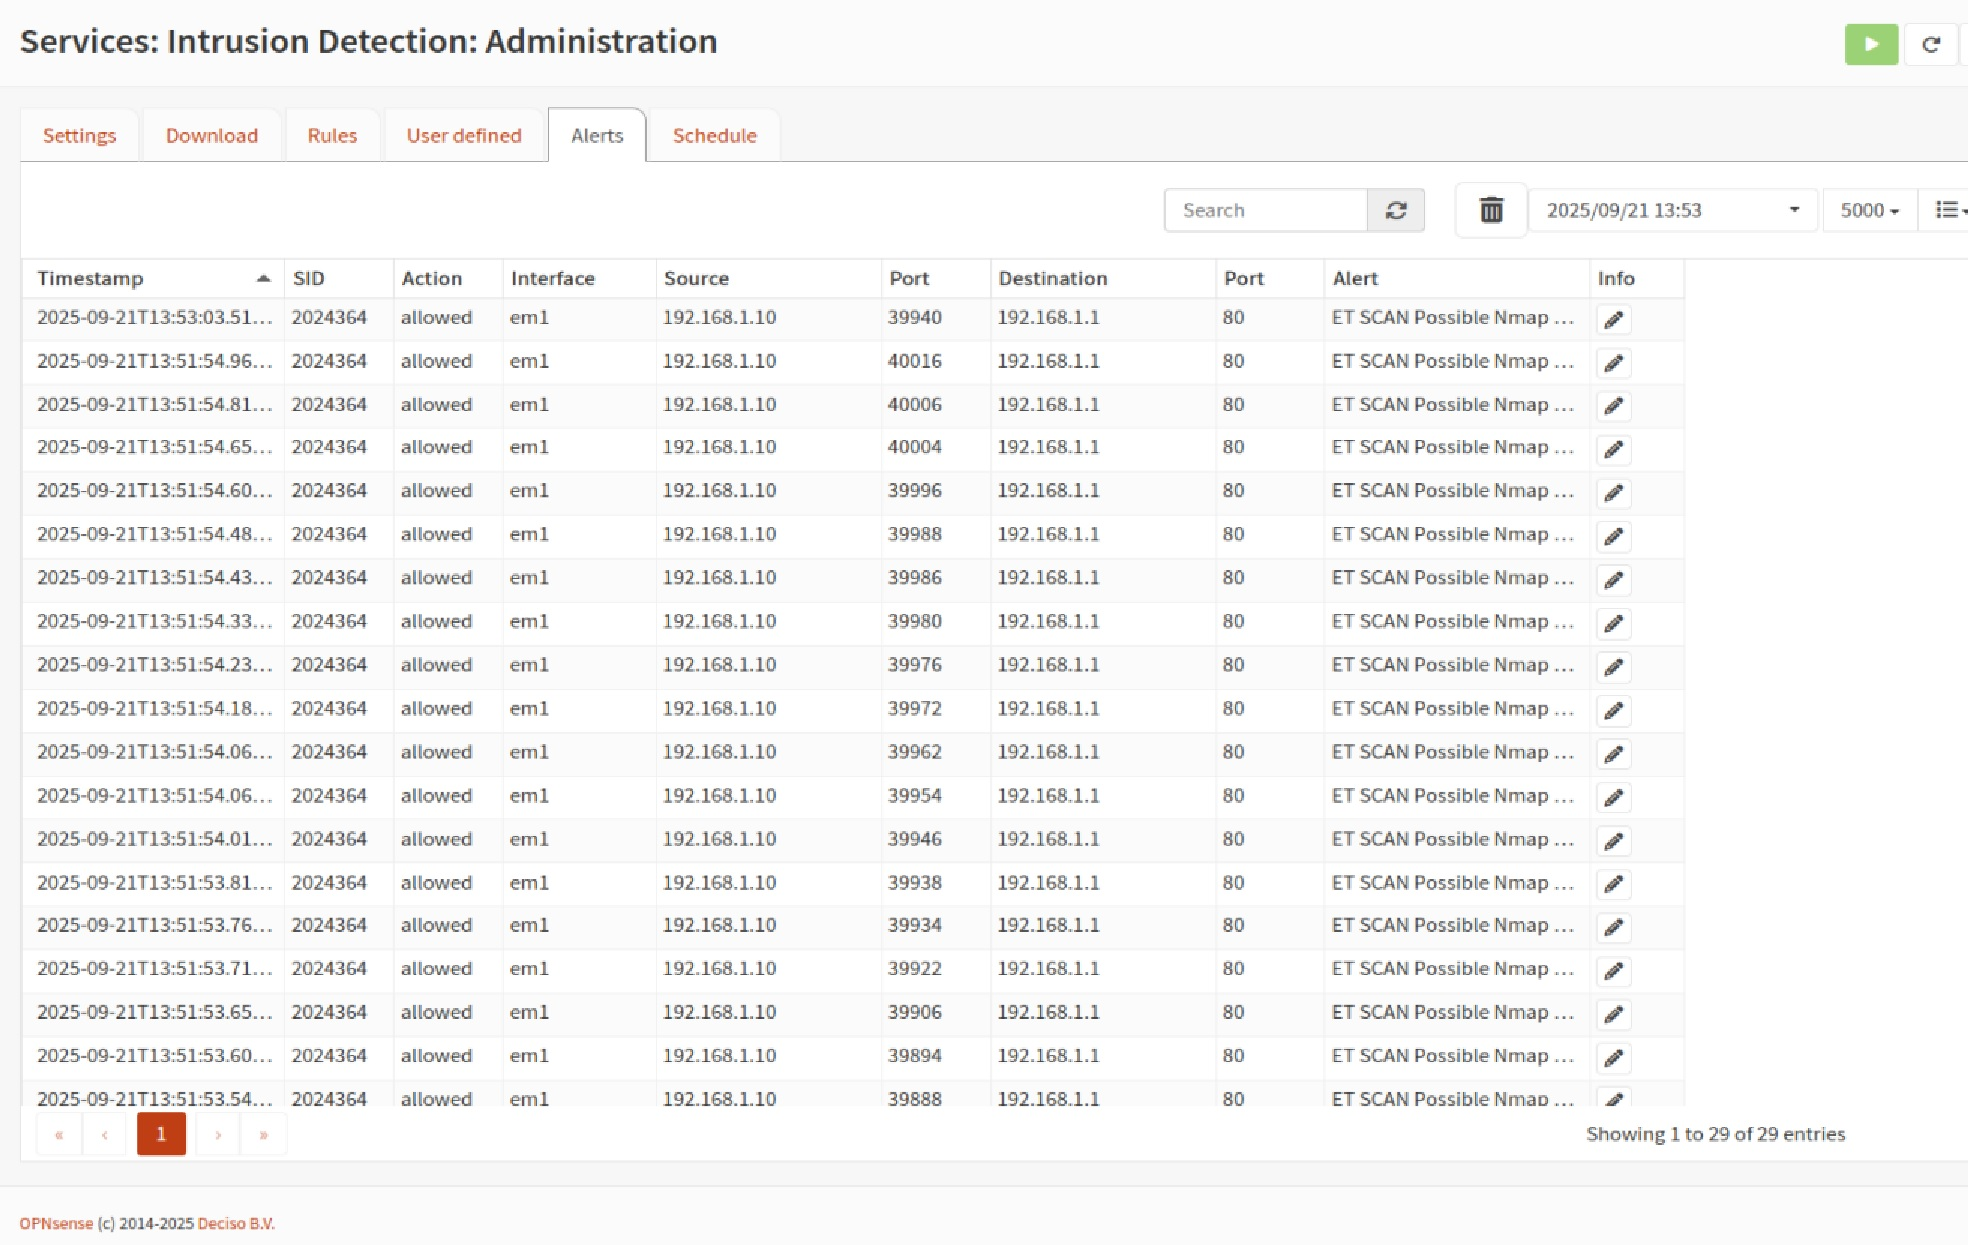 Services: Intrusion Detection: Administration
Settings Download Rules User defined Alerts Schedule
Search 2025/09/21 13:53 5000
Timestamp SID Action Interface Source Port Destination Port Alert Info
2025-09-21T13:53:03.51... 2024364 allowed em1 192.168.1.10 39940 192.168.1.1 80 ET SCAN Possible Nmap ...
2025-09-21T13:51:54.96... 2024364 allowed em1 192.168.1.10 40016 192.168.1.1 80 ET SCAN Possible Nmap ...
2025-09-21T13:51:54.81... 2024364 allowed em1 192.168.1.10 40006 192.168.1.1 80 ET SCAN Possible Nmap ...
2025-09-21T13:51:54.65... 2024364 allowed em1 192.168.1.10 40004 192.168.1.1 80 ET SCAN Possible Nmap ...
2025-09-21T13:51:54.60... 2024364 allowed em1 192.168.1.10 39996 192.168.1.1 80 ET SCAN Possible Nmap ...
2025-09-21T13:51:54.48... 2024364 allowed em1 192.168.1.10 39988 192.168.1.1 80 ET SCAN Possible Nmap ...
2025-09-21T13:51:54.43... 2024364 allowed em1 192.168.1.10 39986 192.168.1.1 80 ET SCAN Possible Nmap ...
2025-09-21T13:51:54.33... 2024364 allowed em1 192.168.1.10 39980 192.168.1.1 80 ET SCAN Possible Nmap ...
2025-09-21T13:51:54.23... 2024364 allowed em1 192.168.1.10 39976 192.168.1.1 80 ET SCAN Possible Nmap ...
2025-09-21T13:51:54.18... 2024364 allowed em1 192.168.1.10 39972 192.168.1.1 80 ET SCAN Possible Nmap ...
2025-09-21T13:51:54.06... 2024364 allowed em1 192.168.1.10 39962 192.168.1.1 80 ET SCAN Possible Nmap ...
2025-09-21T13:51:54.06... 2024364 allowed em1 192.168.1.10 39954 192.168.1.1 80 ET SCAN Possible Nmap ...
2025-09-21T13:51:54.01... 2024364 allowed em1 192.168.1.10 39946 192.168.1.1 80 ET SCAN Possible Nmap ...
2025-09-21T13:51:53.81... 2024364 allowed em1 192.168.1.10 39938 192.168.1.1 80 ET SCAN Possible Nmap ...
2025-09-21T13:51:53.76... 2024364 allowed em1 192.168.1.10 39934 192.168.1.1 80 ET SCAN Possible Nmap ...
2025-09-21T13:51:53.71... 2024364 allowed em1 192.168.1.10 39922 192.168.1.1 80 ET SCAN Possible Nmap ...
2025-09-21T13:51:53.65... 2024364 allowed em1 192.168.1.10 39906 192.168.1.1 80 ET SCAN Possible Nmap ...
2025-09-21T13:51:53.60... 2024364 allowed em1 192.168.1.10 39894 192.168.1.1 80 ET SCAN Possible Nmap ...
2025-09-21T13:51:53.54... 2024364 allowed em1 192.168.1.10 39888 192.168.1.1 80 ET SCAN Possible Nmap ...
« ‹ 1 › » Showing 1 to 29 of 29 entries
OPNsense (c) 2014-2025 Deciso B.V.